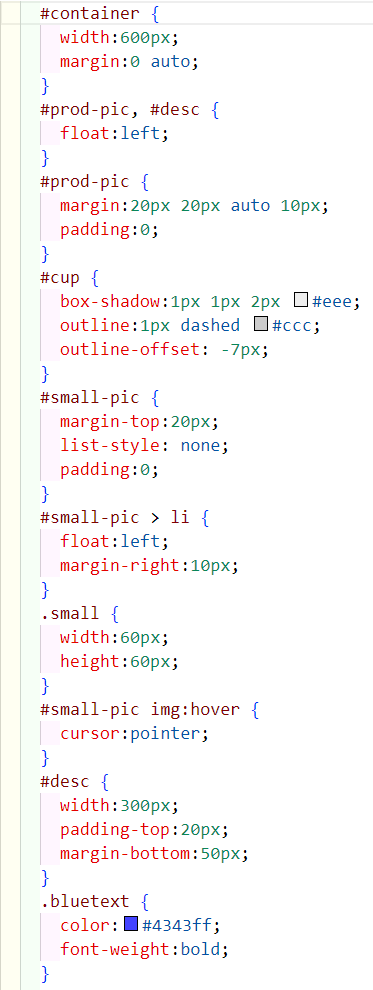 #container {
width:600px;
margin:0 auto;
}
#prod-pic, #desc {
float:left;
}
#prod-pic {
margin:20px 20px auto 10px;
padding:0;
}
#cup {
box-shadow:1px 1px 2px #eee;
outline:1px dashed #ccc;
outline-offset: -7px;
}
#small-pic {
margin-top:20px;
list-style: none;
padding:0;
}
#small-pic > li {
float:left;
margin-right:10px;
}
.small {
width:60px;
height:60px;
}
#small-pic img:hover {
cursor:pointer;
}
#desc {
width:300px;
padding-top:20px;
margin-bottom:50px;
}
.bluetext {
color:#4343ff;
font-weight:bold;
}